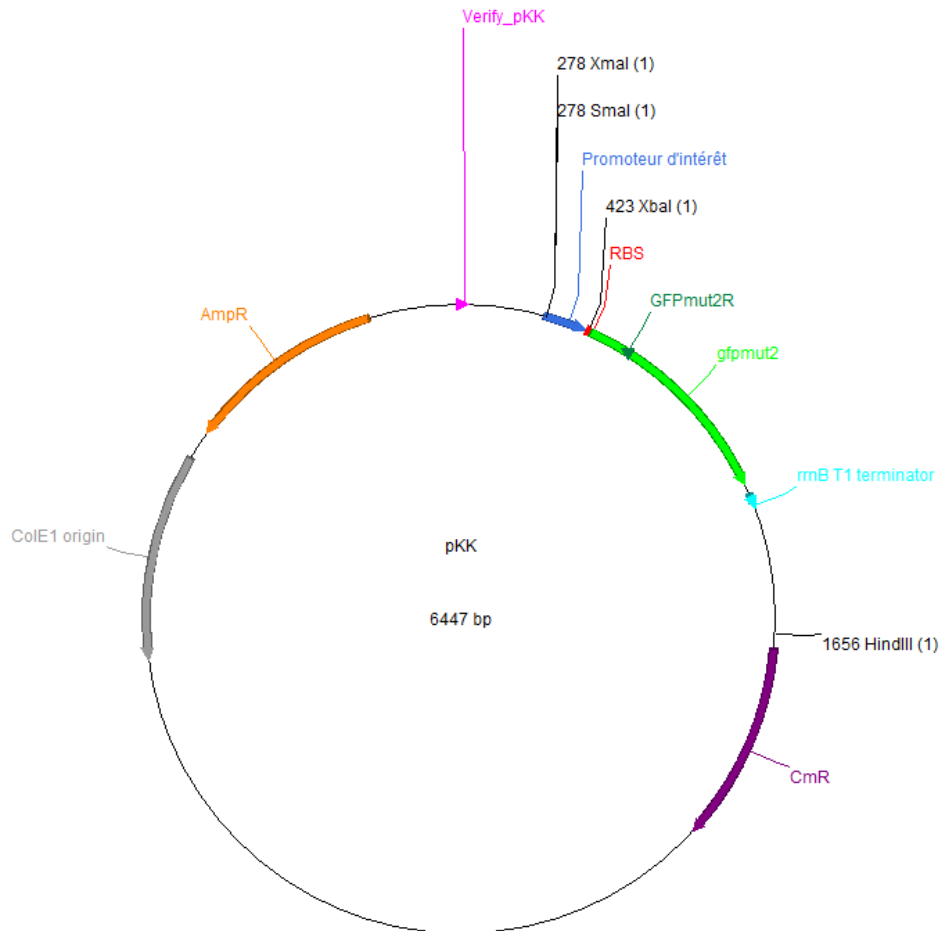 Verify_pKK
278 XmaI (1)
278 SmaI (1)
Promoteur d'intérêt
423 XbaI (1)
RBS
GFPmut2R
AmpR
gfpmut2
rrnB T1 terminator
ColE1 origin
pKK
6447 bp
1656 HindIII (1)
CmR